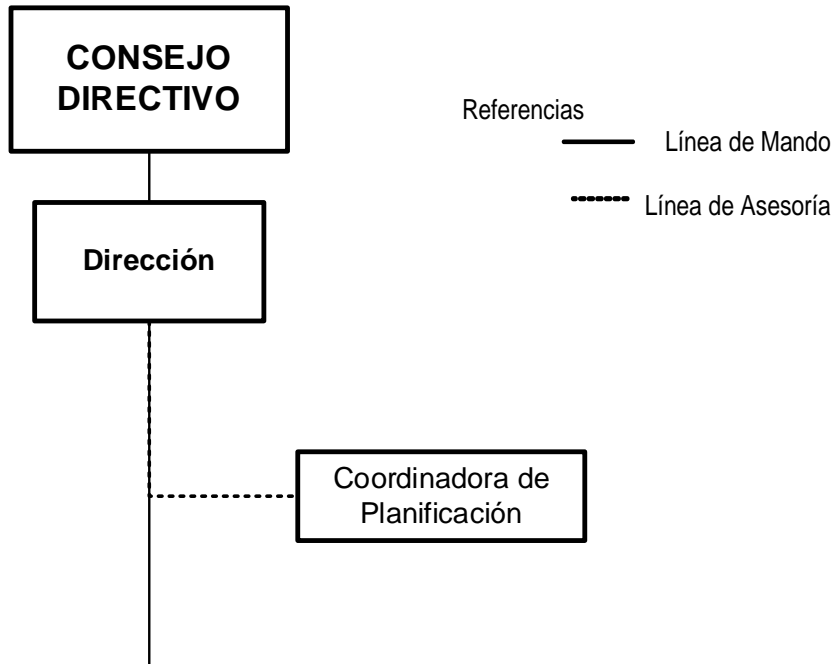 CONSEJO
DIRECTIVO
Referencias
Línea de Mando
Línea de Asesoría
Dirección
Coordinadora de
Planificación